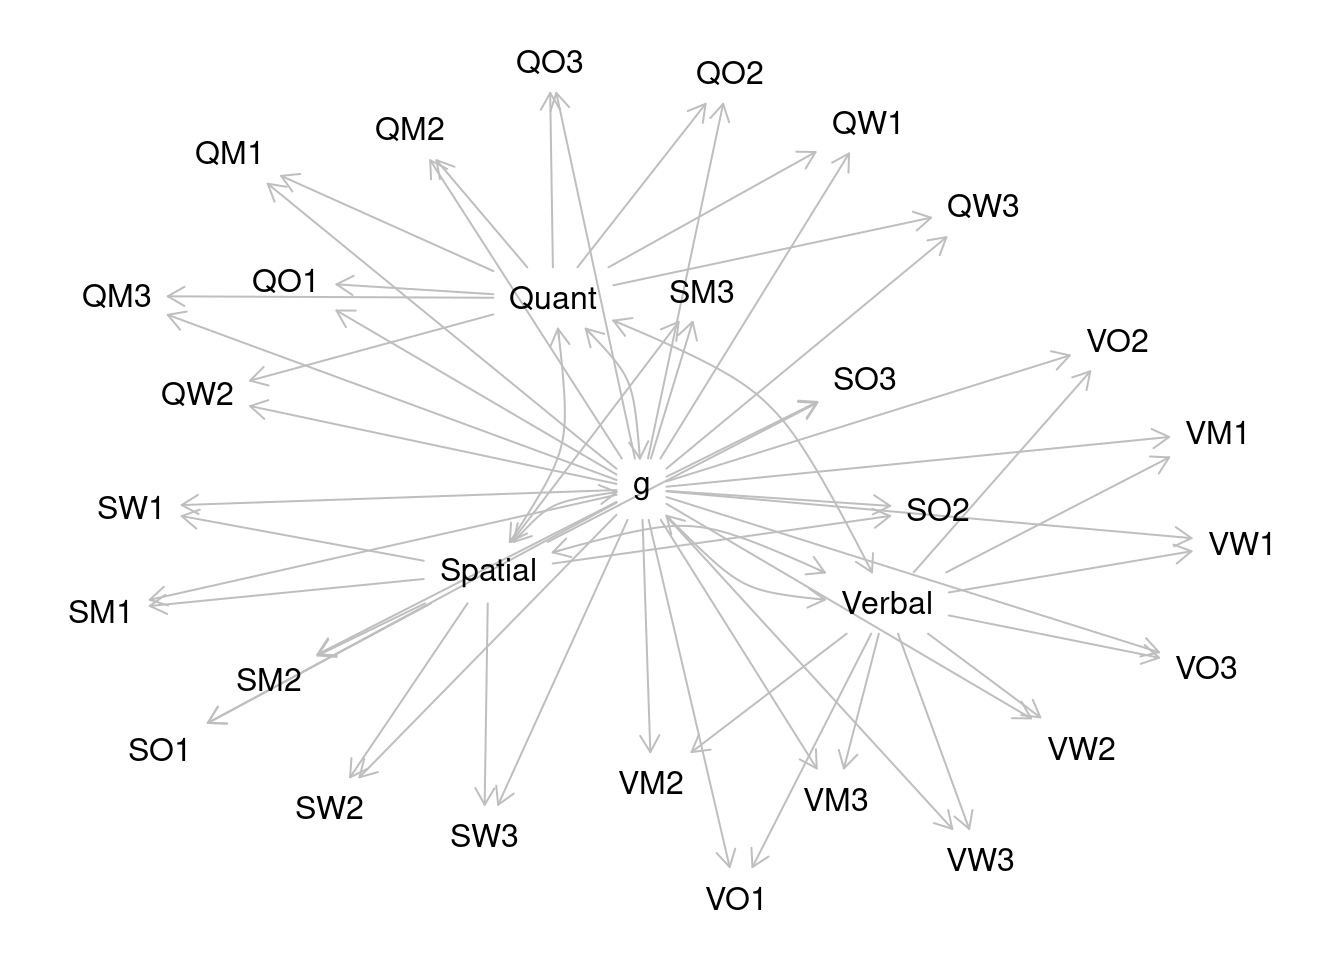 QO3
QO2
QW1
QM2
QM1
QW3
QO1
SM3
QM3
Quant
VO2
SO3
QW2
VM1
g
SW1
SO2
VW1
Spatial
Verbal
SM1
VO3
SM2
SO1
VW2
VM2
VM3
SW2
SW3
VW3
VO1